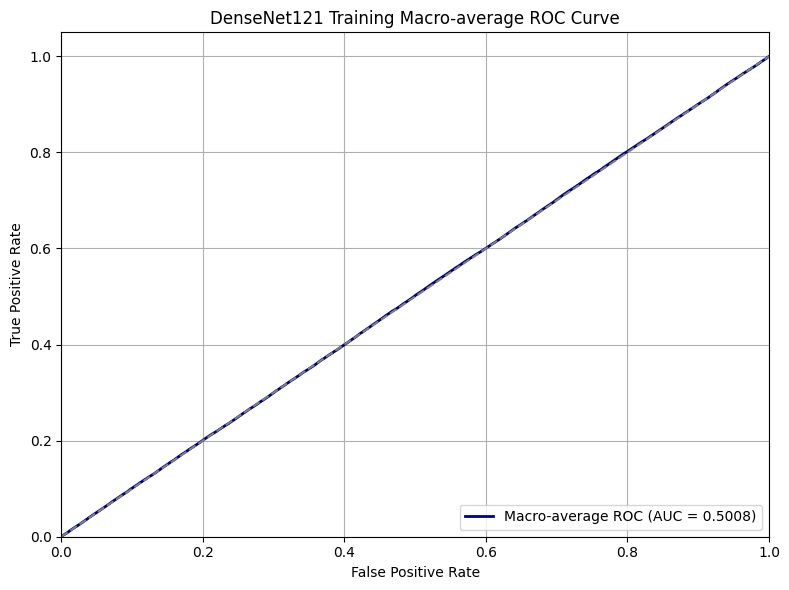 DenseNet121 Training Macro-average ROC Curve
True Positive Rate
1.0
0.8
0.6
0.4
0.2
0.0
0.0 0.2 0.4 0.6 0.8 1.0
False Positive Rate
Macro-average ROC (AUC = 0.5008)